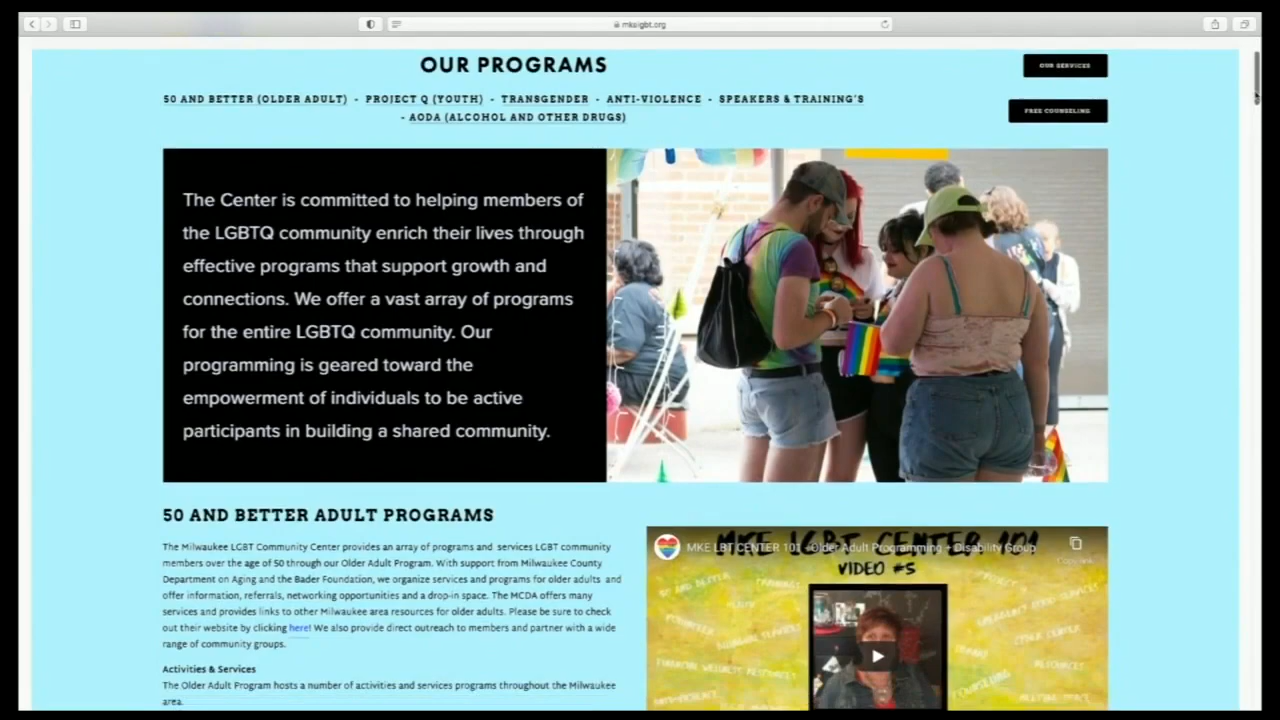 mkelgbt.org
OUR PROGRAMS
OUR SERVICES
50 AND BETTER (OLDER ADULT) - PROJECT Q (YOUTH) - TRANSGENDER - ANTI-VIOLENCE - SPEAKERS & TRAINING'S
- AODA (ALCOHOL AND OTHER DRUGS)
FREE COUNSELING
The Center is committed to helping members of
the LGBTQ community enrich their lives through
effective programs that support growth and
connections. We offer a vast array of programs
for the entire LGBTQ community. Our
programming is geared toward the
empowerment of individuals to be active
participants in building a shared community.
50 AND BETTER ADULT PROGRAMS
The Milwaukee LGBT Community Center provides an array of programs and services LGBT community
members over the age of 50 through our Older Adult Program. With support from Milwaukee County
Department on Aging and the Bader Foundation, we organize services and programs for older adults and
offer information, referrals, networking opportunities and a drop-in space. The MCDA offers many
services and provides links to other Milwaukee area resources for older adults. Please be sure to check
out their website by clicking here! We also provide direct outreach to members and partner with a wide
range of community groups.
Activities & Services
The Older Adult Program hosts a number of activities and services programs throughout the Milwaukee
area.
MKE LGBT CENTER 101
MKE LBT CENTER 101 - Older Adult Programming - Disability Group
Copy link
VIDEO #5
50 AND BETTER
RESOURCES